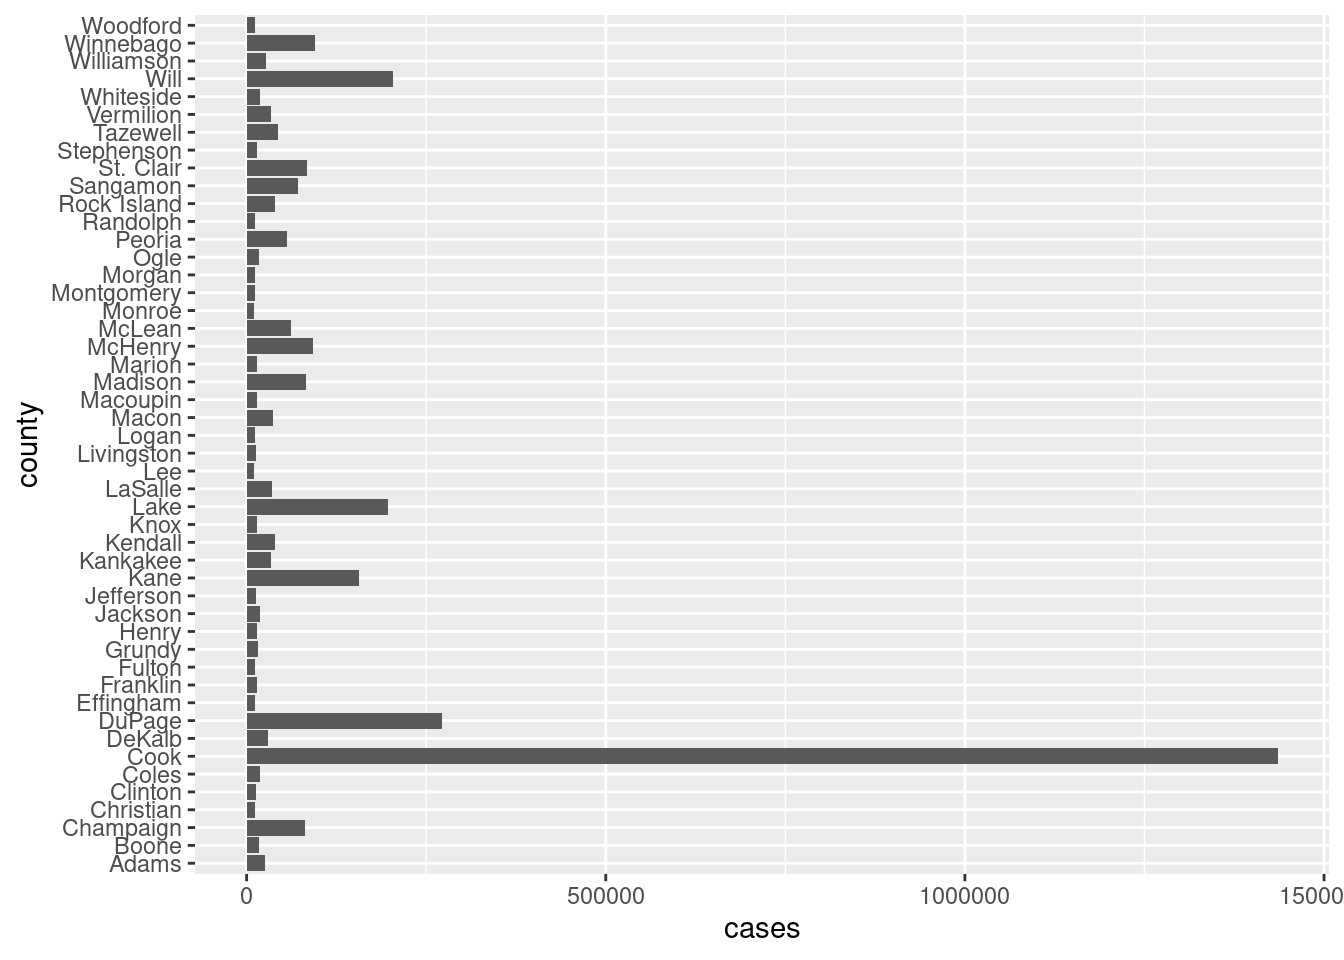 Woodford
Winnebago
Williamson
Will
Whiteside
Vermilion
Tazewell
Stephenson
St. Clair
Sangamon
Rock Island
Randolph
Peoria
Ogle
Morgan
Montgomery
Monroe
McLean
McHenry
Marion
Madison
Macoupin
Macon
Logan
Livingston
Lee
LaSalle
Lake
Knox
Kendall
Kankakee
Kane
Jefferson
Jackson
Henry
Grundy
Fulton
Franklin
Effingham
DuPage
DeKalb
Cook
Coles
Clinton
Christian
Champaign
Boone
Adams
county
0 500000 1000000 15000
cases